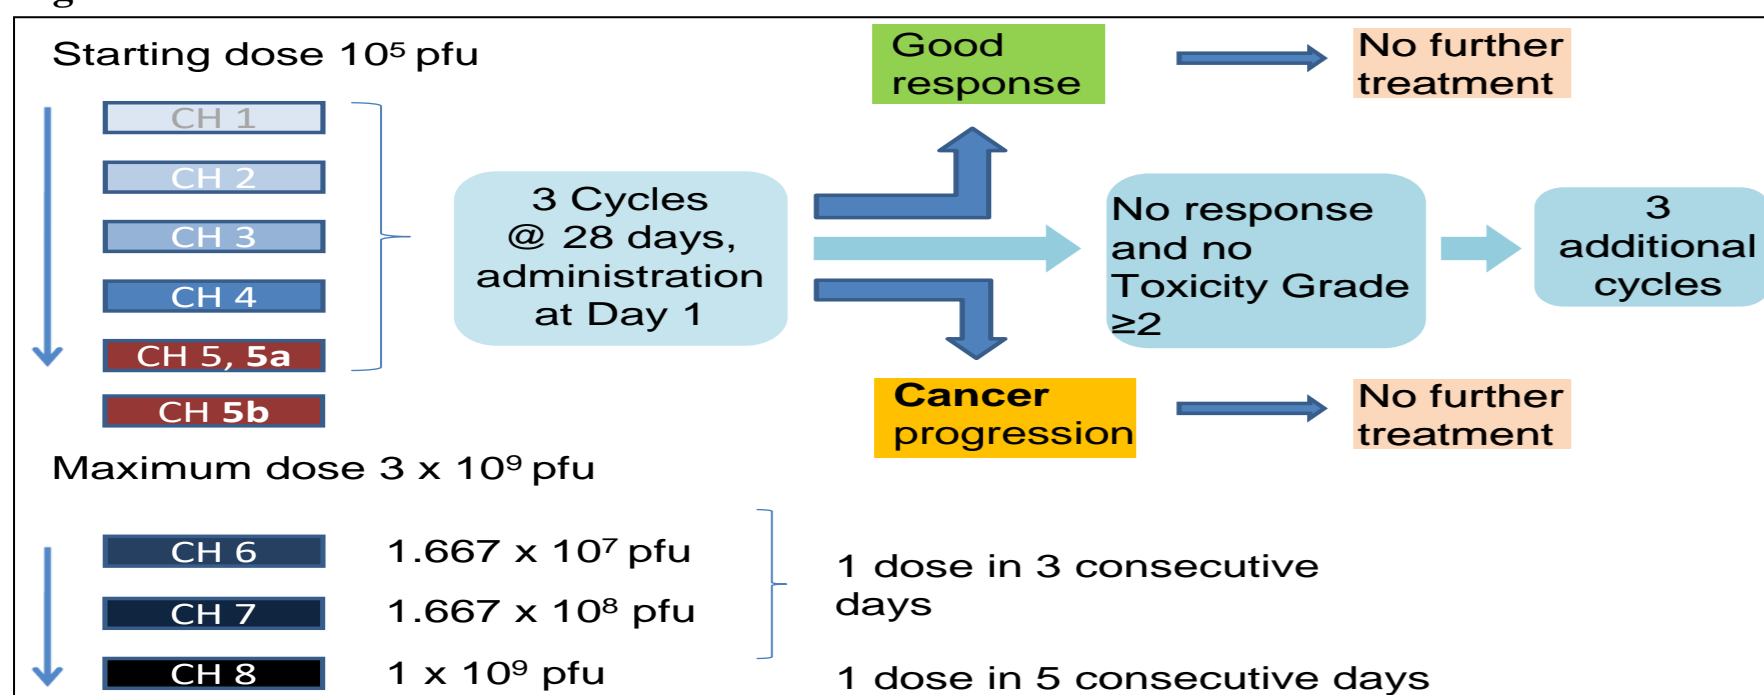 Starting dose 10⁵ pfu
CH 1
CH 2
CH 3
CH 4
CH 5, 5a
CH 5b
3 Cycles
@ 28 days,
administration
at Day 1
Good
response
No further
treatment
No response
and no
Toxicity Grade
≥2
3
additional
cycles
Cancer
progression
No further
treatment
Maximum dose 3 x 10⁹ pfu
CH 6 1.667 x 10⁷ pfu
CH 7 1.667 x 10⁸ pfu
1 dose in 3 consecutive
days
CH 8 1 x 10⁹ pfu
1 dose in 5 consecutive days